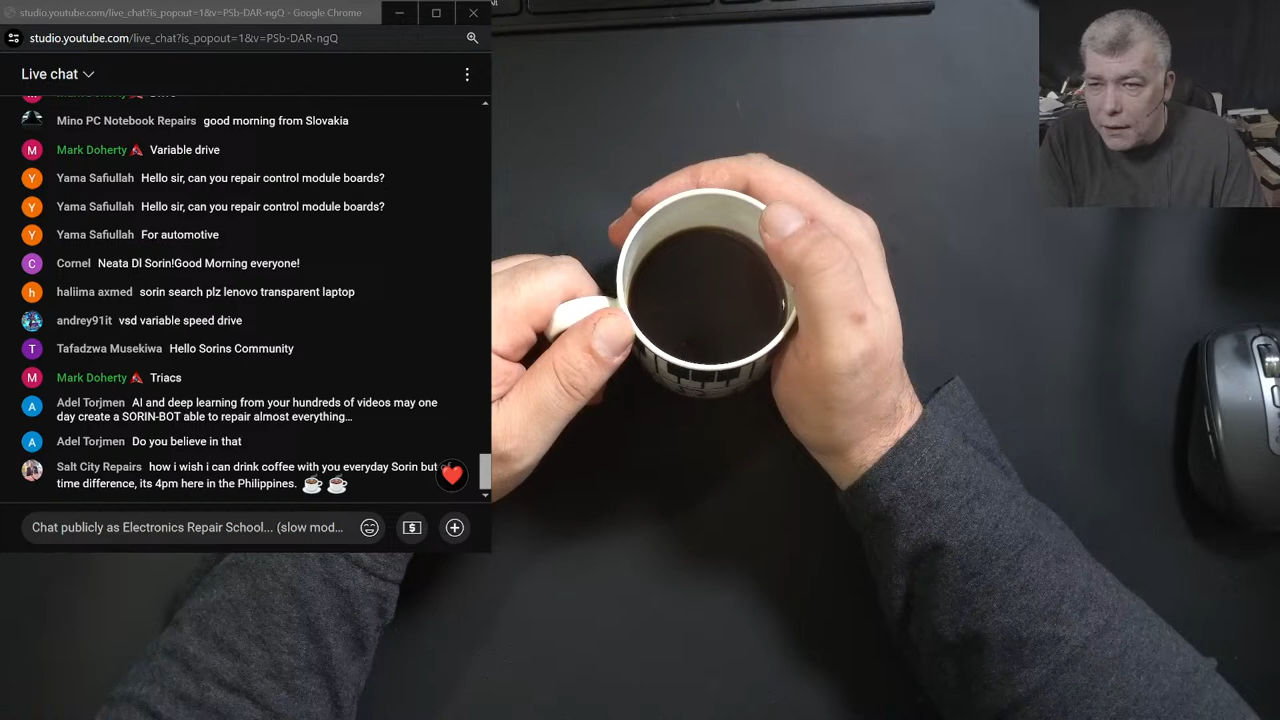 studio.youtube.com/live_chat?is_popout=1&v=PSb-DAR-ngQ - Google Chrome
studio.youtube.com/live_chat?is_popout=1&v=PSb-DAR-ngQ
Live chat
Mino PC Notebook Repairs good morning from Slovakia
M Mark Doherty Variable drive
Y Yama Safiullah Hello sir, can you repair control module boards?
Y Yama Safiullah Hello sir, can you repair control module boards?
Y Yama Safiullah For automotive
C Cornel Neata Dl Sorin!Good Morning everyone!
h haliima axmed sorin search plz lenovo transparent laptop
andrey91it vsd variable speed drive
T Tafadzwa Musekiwa Hello Sorins Community
M Mark Doherty Triacs
A Adel Torjmen AI and deep learning from your hundreds of videos may one
day create a SORIN-BOT able to repair almost everything...
A Adel Torjmen Do you believe in that
Salt City Repairs how i wish i can drink coffee with you everyday Sorin but
time difference, its 4pm here in the Philippines. ☕☕
Chat publicly as Electronics Repair School... (slow mod...